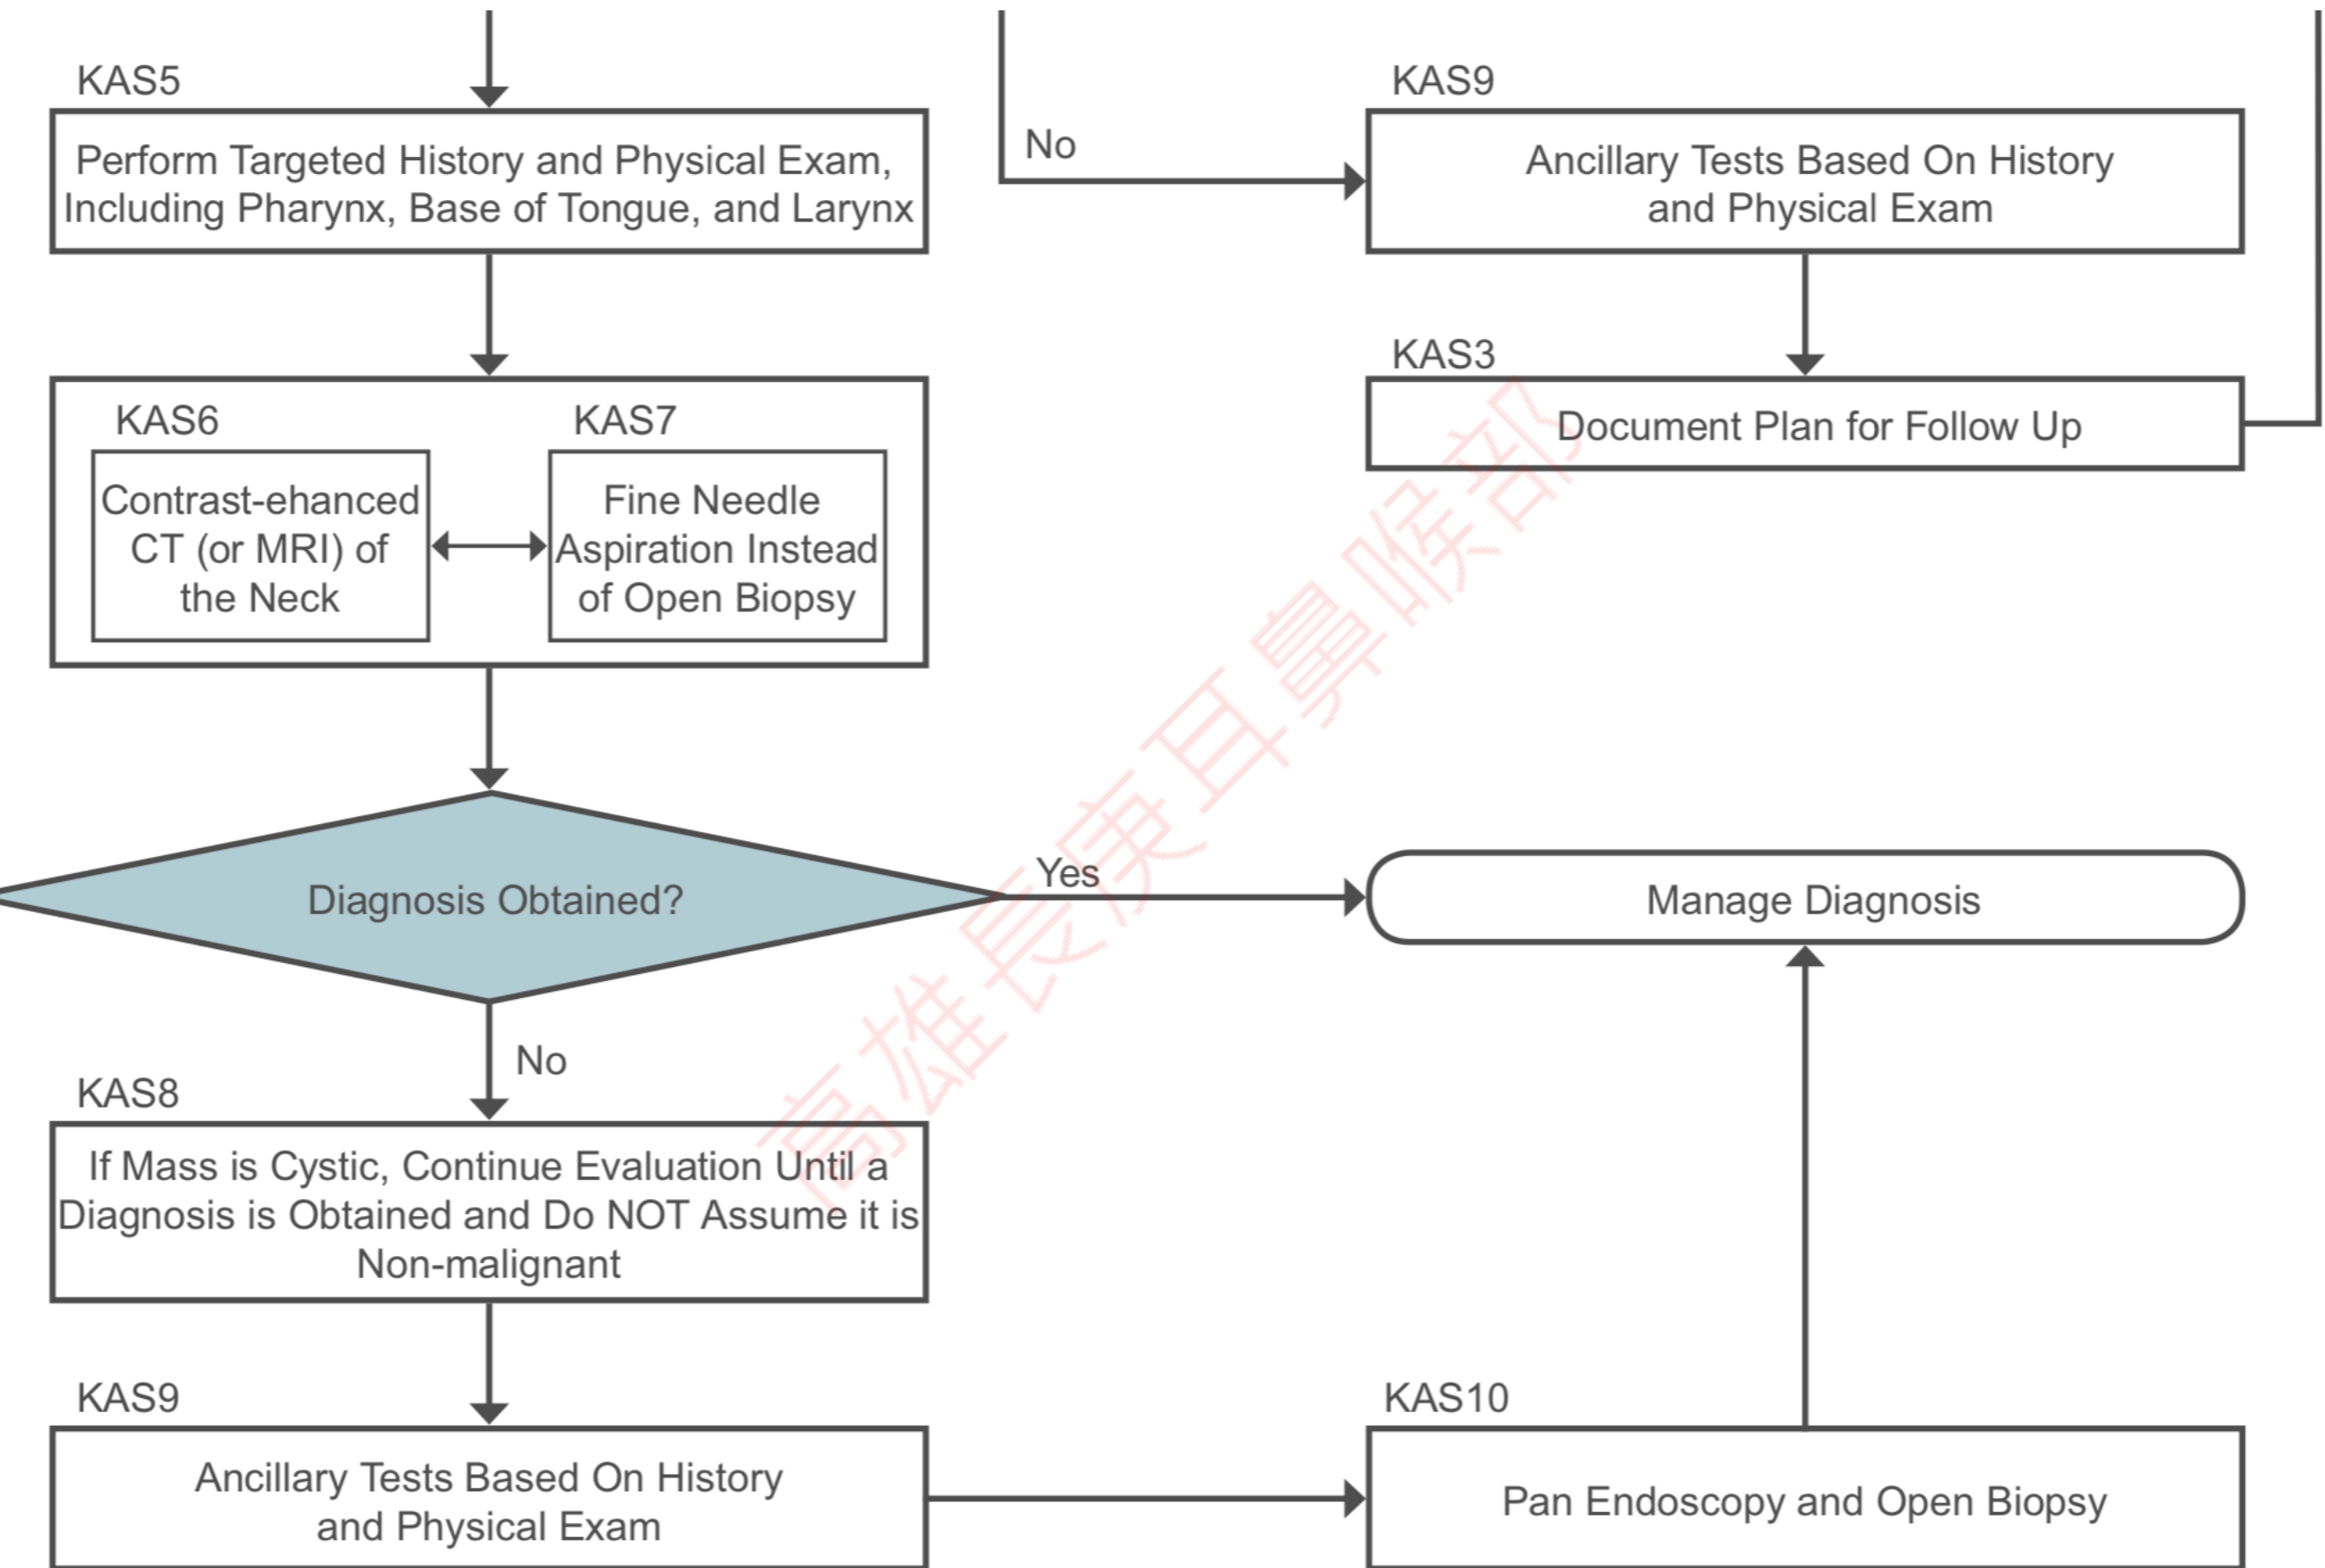 KAS5
Perform Targeted History and Physical Exam,
Including Pharynx, Base of Tongue, and Larynx
No
KAS9
Ancillary Tests Based On History
and Physical Exam
KAS3
Document Plan for Follow Up
KAS6
Contrast-ehanced
CT (or MRI) of
the Neck
KAS7
Fine Needle
Aspiration Instead
of Open Biopsy
Diagnosis Obtained?
Yes
Manage Diagnosis
No
KAS8
If Mass is Cystic, Continue Evaluation Until a
Diagnosis is Obtained and Do NOT Assume it is
Non-malignant
KAS9
Ancillary Tests Based On History
and Physical Exam
KAS10
Pan Endoscopy and Open Biopsy
高雄長庚耳鼻喉部